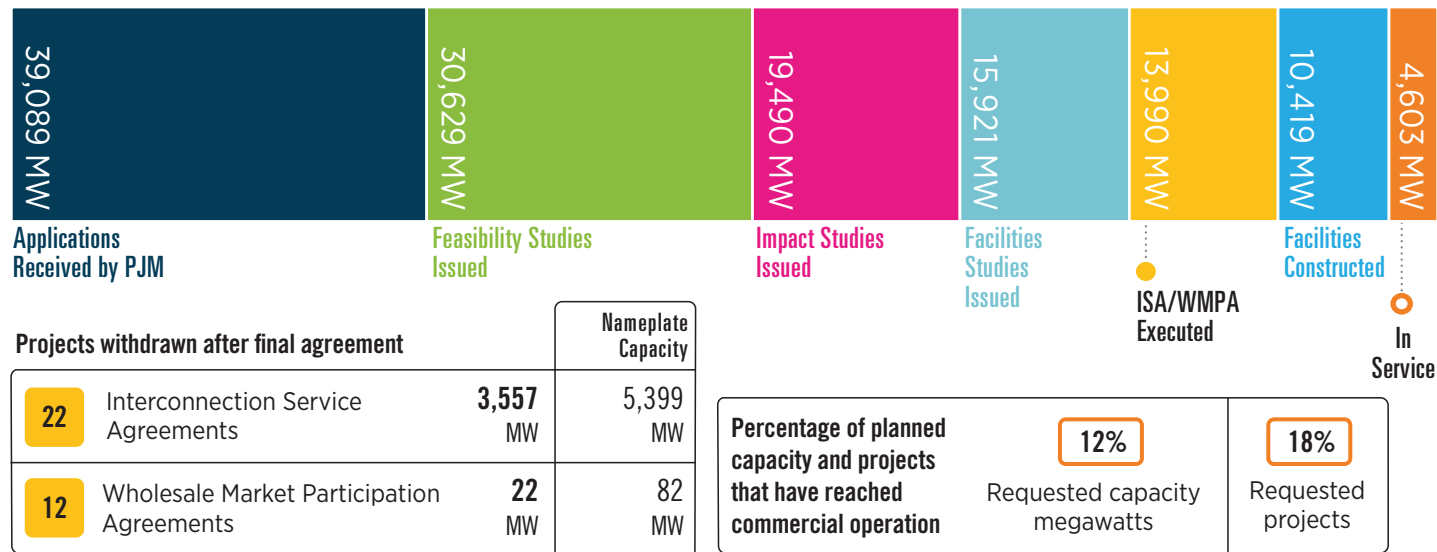 39,089 MW
30,629 MW
19,490 MW
15,921 MW
13,990 MW
10,419 MW
4,603 MW
Applications
Received by PJM
Feasibility Studies
Issued
Impact Studies
Issued
Facilities
Studies
Issued
ISA/WMPA
Executed
Facilities
Constructed
In
Service
Projects withdrawn after final agreement
Nameplate
Capacity
22
Interconnection Service
Agreements
3,557
MW
5,399
MW
12
Wholesale Market Participation
Agreements
22
MW
82
MW
Percentage of planned
capacity and projects
that have reached
commercial operation
12%
Requested capacity
megawatts
18%
Requested
projects